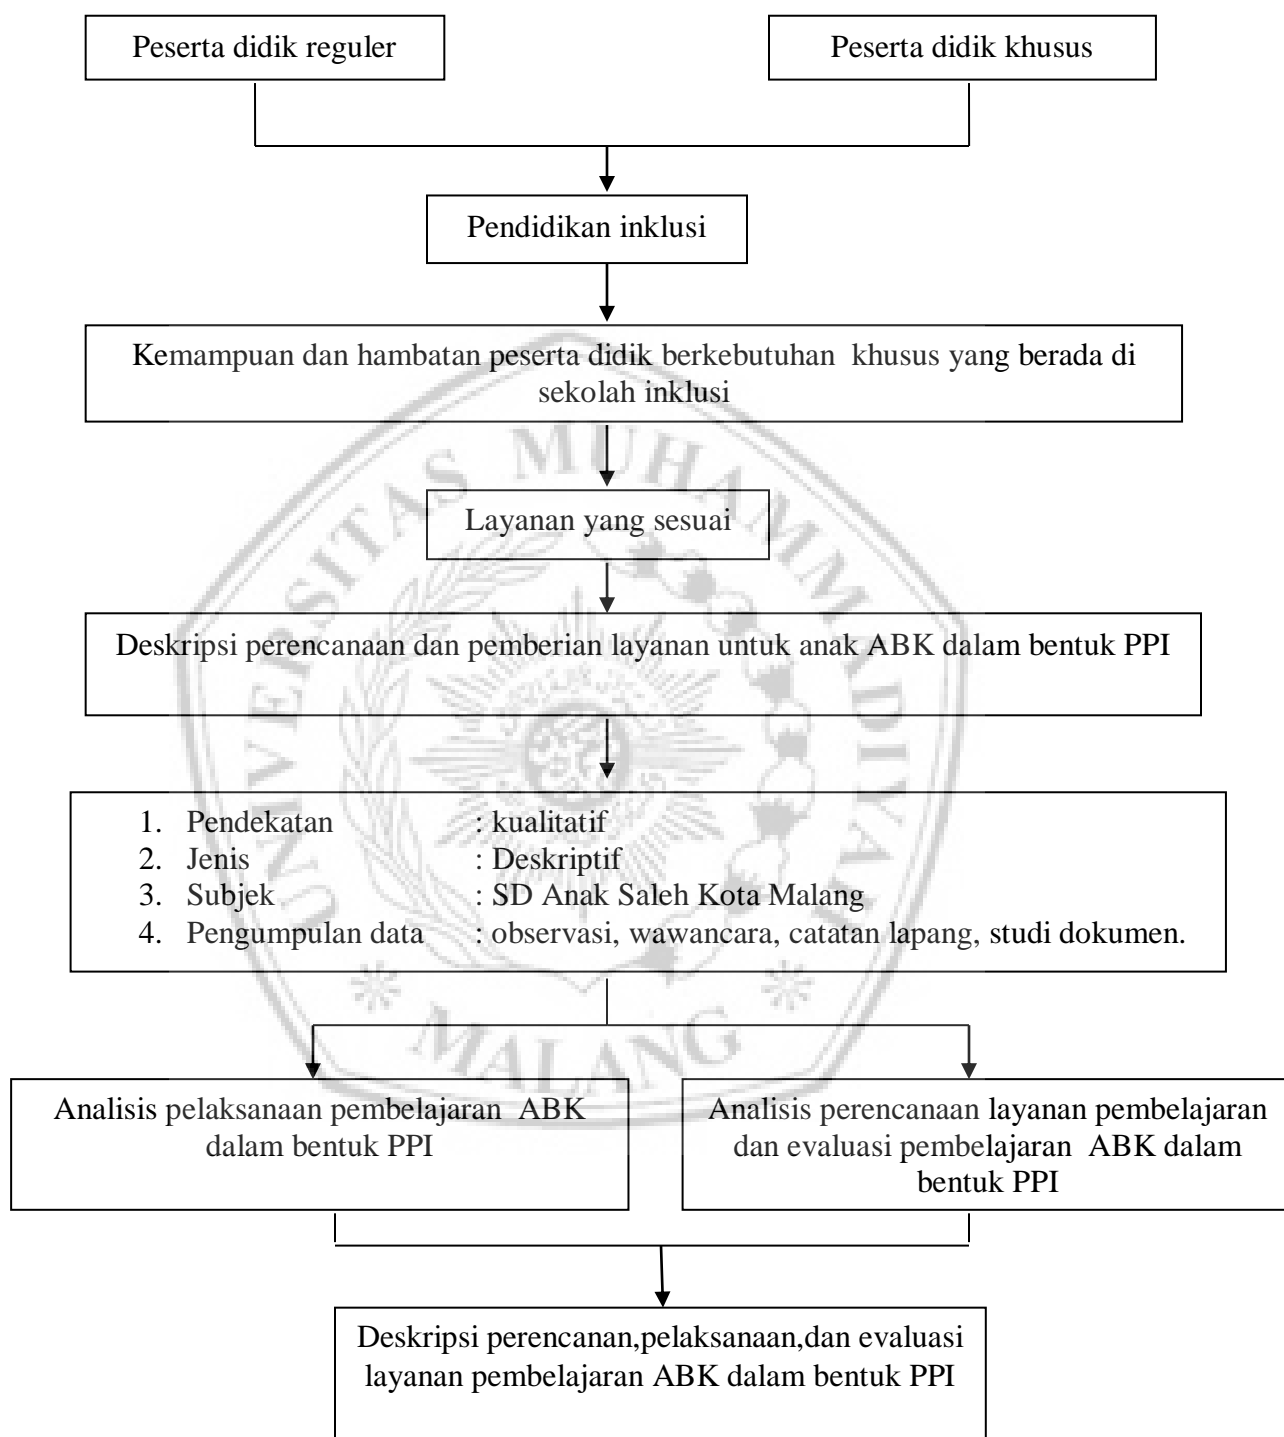 Peserta didik reguler
Peserta didik khusus
Pendidikan inklusi
Kemampuan dan hambatan peserta didik berkebutuhan khusus yang berada di
sekolah inklusi
Layanan yang sesuai
Deskripsi perencanaan dan pemberian layanan untuk anak ABK dalam bentuk PPI
1. Pendekatan : kualitatif
2. Jenis : Deskriptif
3. Subjek : SD Anak Saleh Kota Malang
4. Pengumpulan data : observasi, wawancara, catatan lapang, studi dokumen.
Analisis pelaksanaan pembelajaran ABK
dalam bentuk PPI
Analisis perencanaan layanan pembelajaran
dan evaluasi pembelajaran ABK dalam
bentuk PPI
Deskripsi perencanan,pelaksanaan,dan evaluasi
layanan pembelajaran ABK dalam bentuk PPI
UNIVERSITAS MUHAMMADIYAH
MALANG